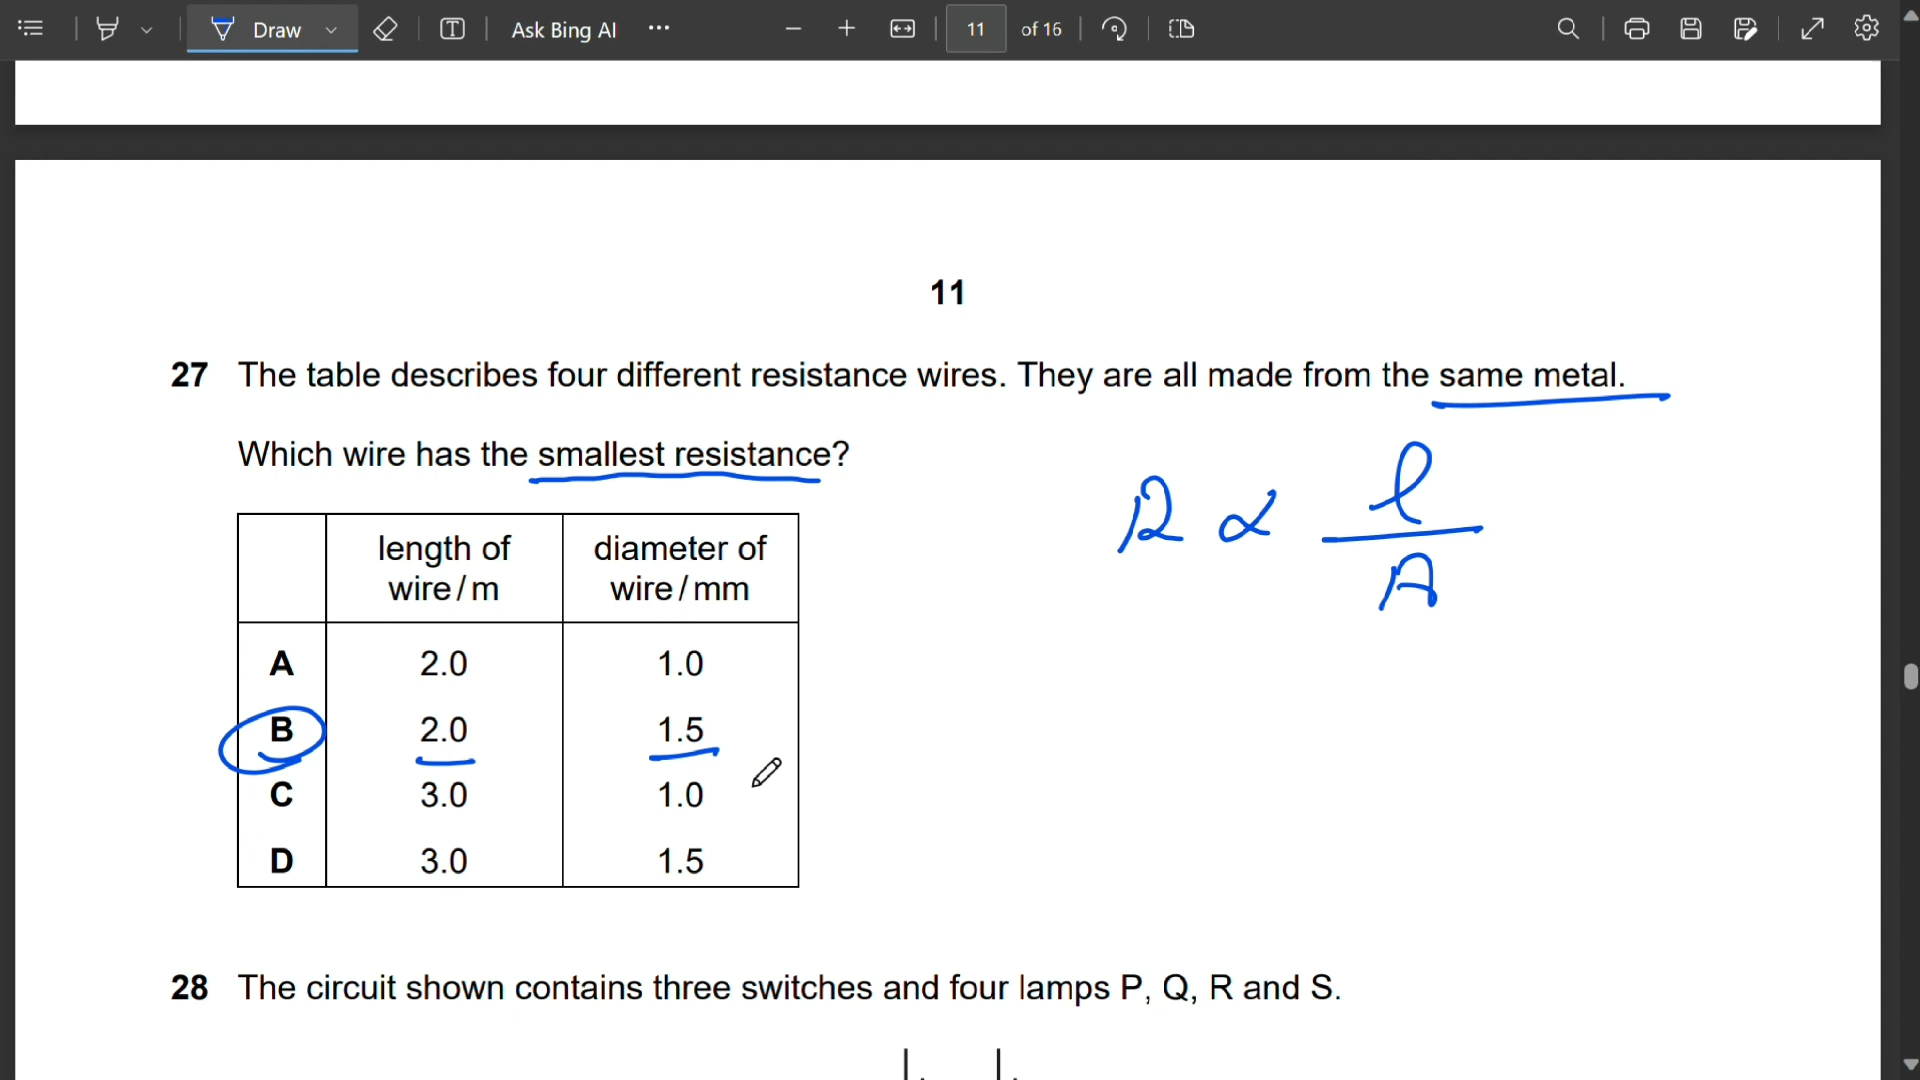 Draw
Ask Bing AI
11
of 16
11
27 The table describes four different resistance wires. They are all made from the same metal.
Which wire has the smallest resistance?
R ∝ l
A
length of wire / m
diameter of wire / mm
A 2.0 1.0
B 2.0 1.5
C 3.0 1.0
D 3.0 1.5
28 The circuit shown contains three switches and four lamps P, Q, R and S.